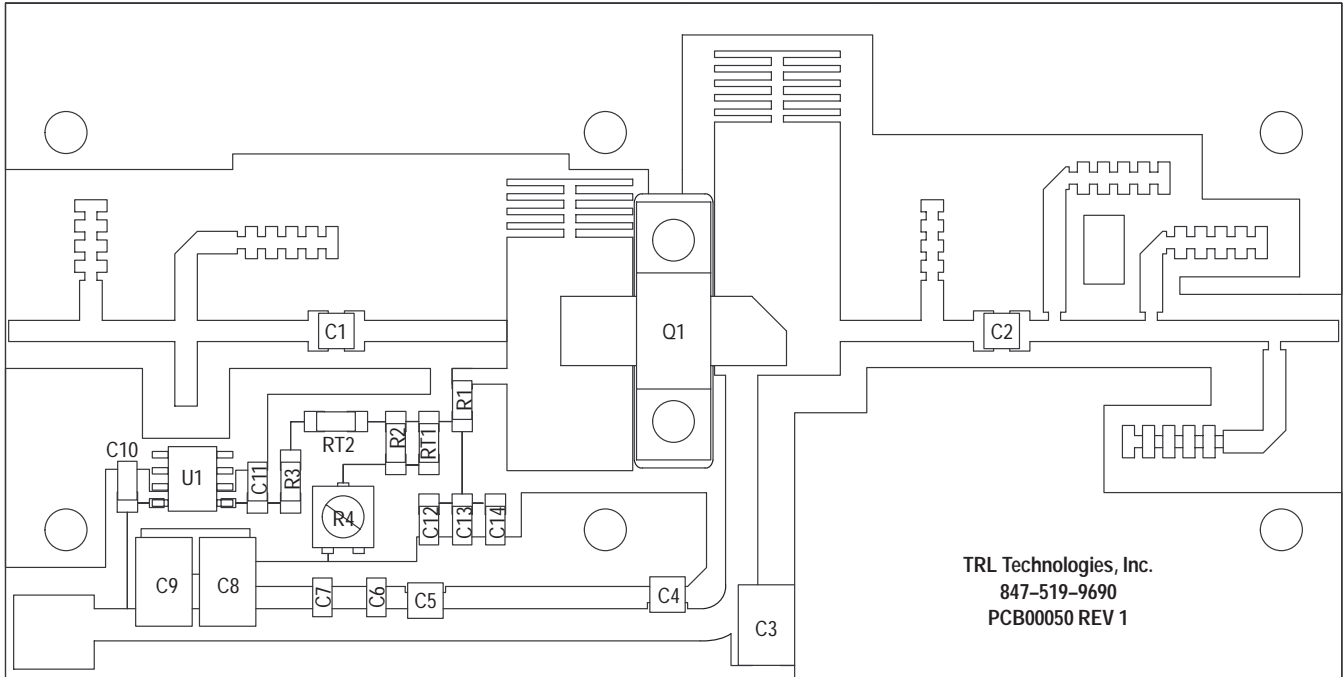 C1
Q1
C2
R1
RT2
R2
RT1
C10
U1
C11
R3
R4
C12
C13
C14
C9
C8
C7
C6
C5
C4
C3
TRL Technologies, Inc.
847–519–9690
PCB00050 REV 1